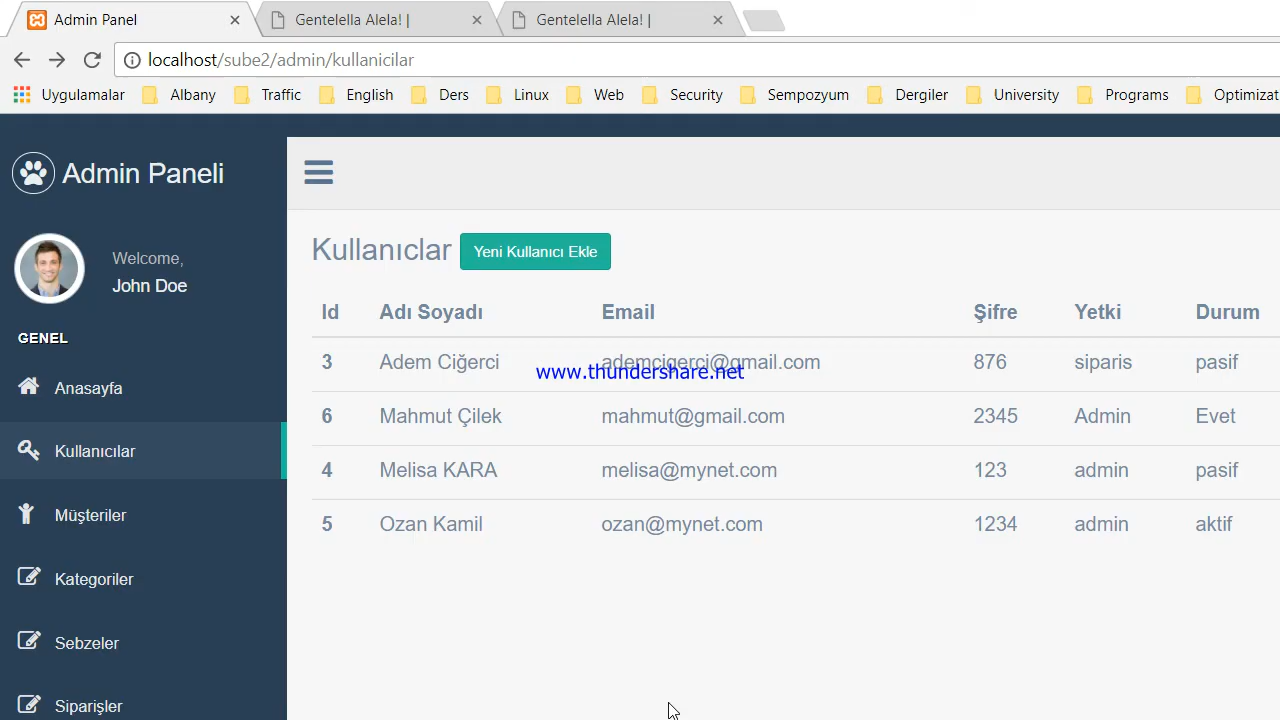 Admin Panel
Gentelella Alela! |
Gentelella Alela! |
localhost/sube2/admin/kullanicilar
Uygulamalar Albany Traffic English Ders Linux Web Security Sempozyum Dergiler University Programs Optimizat
Admin Paneli
Welcome,
John Doe
GENEL
Anasayfa
Kullanıcılar
Müşteriler
Kategoriler
Sebzeler
Siparişler
Kullanıclar Yeni Kullanıcı Ekle
Id Adı Soyadı Email Şifre Yetki Durum
3 Adem Ciğerci ademcigerci@gmail.com 876 siparis pasif
www.thundershare.net
6 Mahmut Çilek mahmut@gmail.com 2345 Admin Evet
4 Melisa KARA melisa@mynet.com 123 admin pasif
5 Ozan Kamil ozan@mynet.com 1234 admin aktif